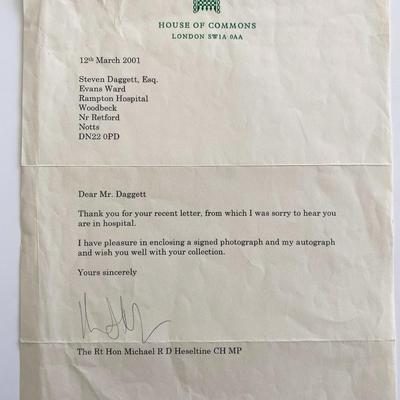 HOUSE OF COMMONS
LONDON SW1A 0AA
12th March 2001
Steven Daggett, Esq.
Evans Ward
Rampton Hospital
Woodbeck
Nr Retford
Notts
DN22 0PD
Dear Mr. Daggett
Thank you for your recent letter, from which I was sorry to hear you
are in hospital.
I have pleasure in enclosing a signed photograph and my autograph
and wish you well with your collection.
Yours sincerely
The Rt Hon Michael R D Heseltine CH MP